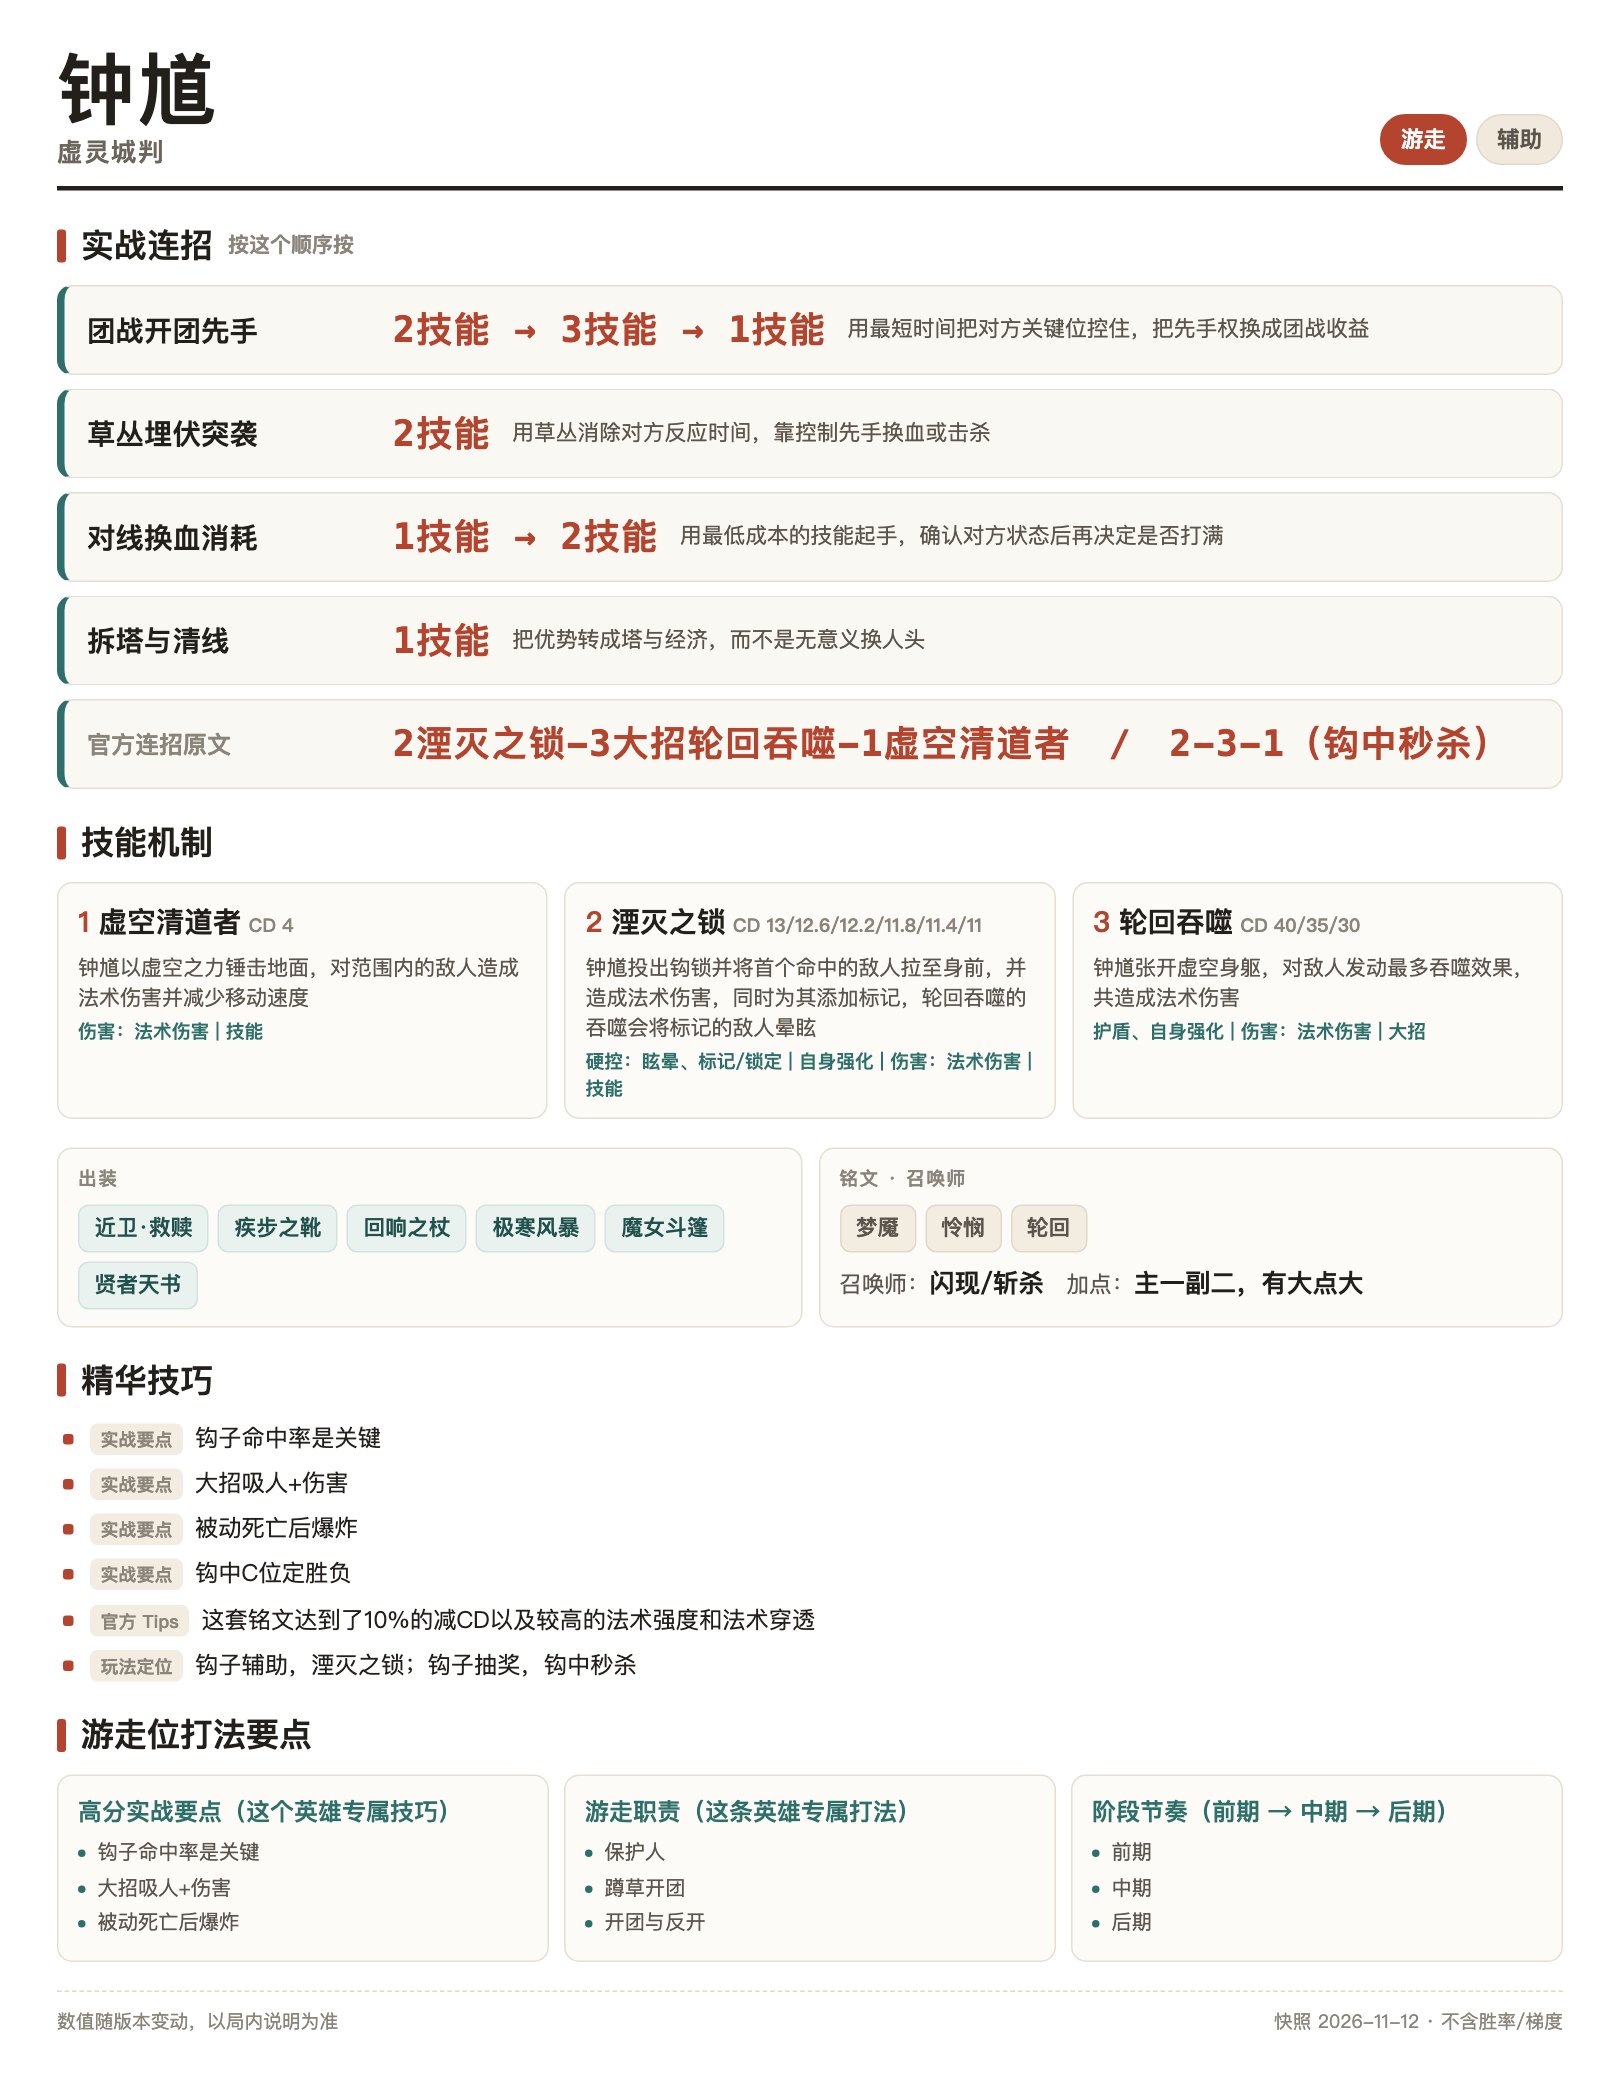 钟馗
虚灵城判
游走 辅助
实战连招 按这个顺序按
团战开团先手 2技能 → 3技能 → 1技能 用最短时间把对方关键位控住，把先手权换成团战收益
草丛埋伏突袭 2技能 用草丛消除对方反应时间，靠控制先手换血或击杀
对线换血消耗 1技能 → 2技能 用最低成本的技能起手，确认对方状态后再决定是否打满
拆塔与清线 1技能 把优势转成塔与经济，而不是无意义换人头
官方连招原文 2湮灭之锁–3大招轮回吞噬–1虚空清道者 / 2–3–1（钩中秒杀）
技能机制
1 虚空清道者 CD 4
钟馗以虚空之力锤击地面，对范围内的敌人造成
法术伤害并减少移动速度
伤害：法术伤害 | 技能
2 湮灭之锁 CD 13/12.6/12.2/11.8/11.4/11
钟馗投出钩锁并将首个命中的敌人拉至身前，并
造成法术伤害，同时为其添加标记，轮回吞噬的
吞噬会将标记的敌人晕眩
硬控：眩晕、标记/锁定 | 自身强化 | 伤害：法术伤害 |
技能
3 轮回吞噬 CD 40/35/30
钟馗张开虚空身躯，对敌人发动最多吞噬效果，
共造成法术伤害
护盾、自身强化 | 伤害：法术伤害 | 大招
出装
近卫·救赎 疾步之靴 回响之杖 极寒风暴 魔女斗篷
贤者天书
铭文 · 召唤师
梦魇 怜悯 轮回
召唤师：闪现/斩杀 加点：主一副二，有大点大
精华技巧
实战要点 钩子命中率是关键
实战要点 大招吸人+伤害
实战要点 被动死亡后爆炸
实战要点 钩中C位定胜负
官方 Tips 这套铭文达到了10%的减CD以及较高的法术强度和法术穿透
玩法定位 钩子辅助，湮灭之锁；钩子抽奖，钩中秒杀
游走位打法要点
高分实战要点（这个英雄专属技巧）
钩子命中率是关键
大招吸人+伤害
被动死亡后爆炸
游走职责（这条英雄专属打法）
保护人
蹲草开团
开团与反开
阶段节奏（前期 → 中期 → 后期）
前期
中期
后期
数值随版本变动，以局内说明为准
快照 2026–11–12 · 不含胜率/梯度